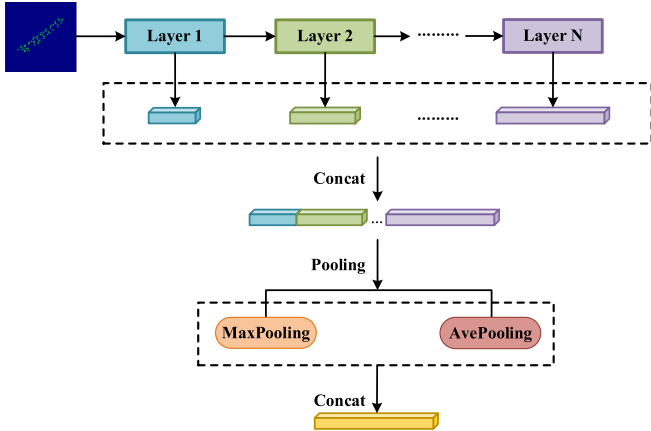 Layer 1
Layer 2
.........
Layer N
.........
Concat
...
Pooling
MaxPooling
AvePooling
Concat